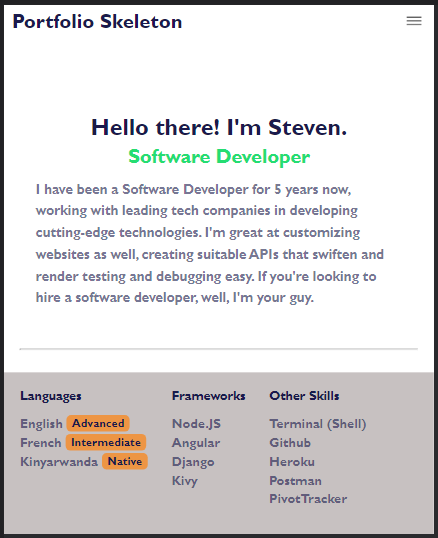 Portfolio Skeleton
Hello there! I'm Steven.
Software Developer
I have been a Software Developer for 5 years now,
working with leading tech companies in developing
cutting-edge technologies. I'm great at customizing
websites as well, creating suitable APIs that swiften and
render testing and debugging easy. If you're looking to
hire a software developer, well, I'm your guy.
Languages
English Advanced
French Intermediate
Kinyarwanda Native
Frameworks
Node.JS
Angular
Django
Kivy
Other Skills
Terminal (Shell)
Github
Heroku
Postman
PivotTracker